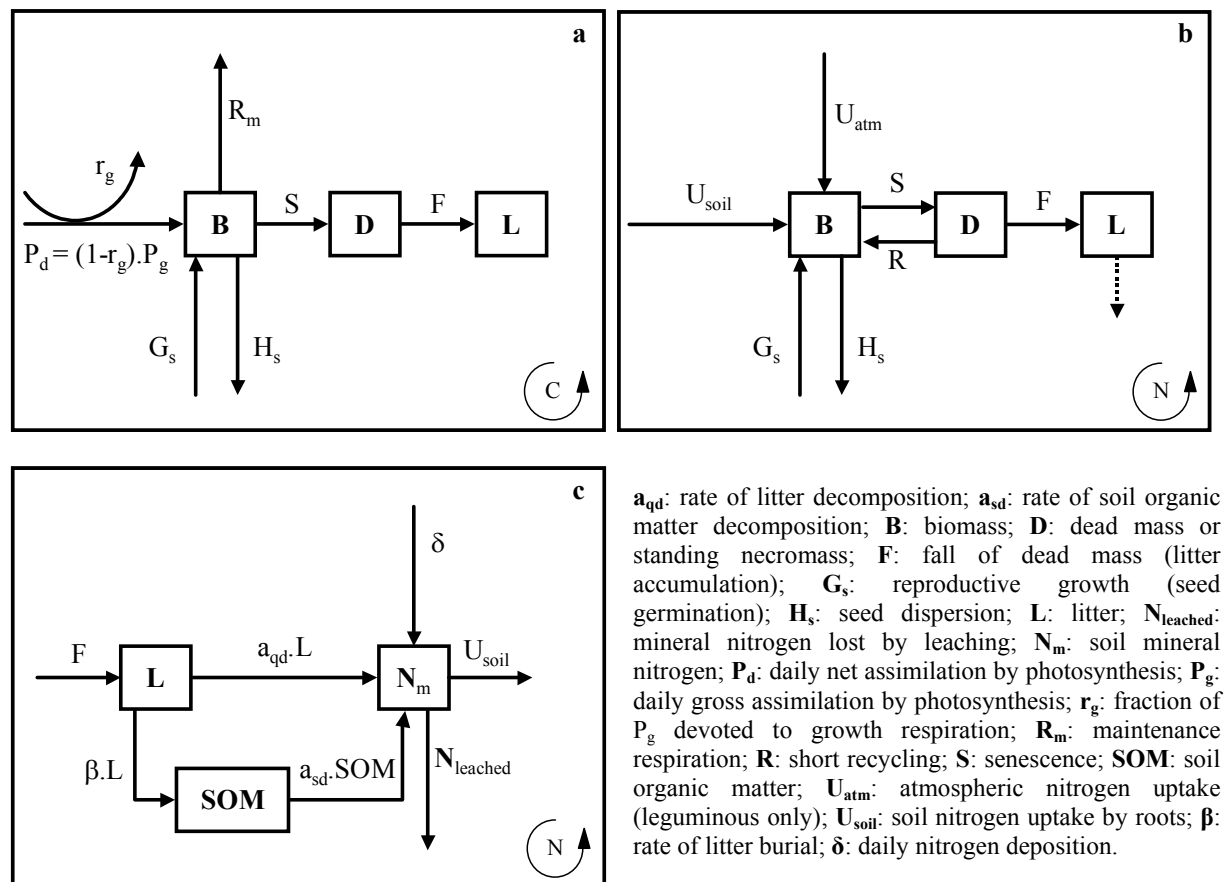 a
R_m
r_g
B
S
D
F
L
P_d = (1-r_g).P_g
G_s
H_s
C
b
U_atm
U_soil
B
S
R
D
F
L
G_s
H_s
N
c
δ
F
L
a_qd.L
N_m
U_soil
β.L
SOM
a_sd.SOM
N_leached
N
a_qd: rate of litter decomposition; a_sd: rate of soil organic
matter decomposition; B: biomass; D: dead mass or
standing necromass; F: fall of dead mass (litter
accumulation); G_s: reproductive growth (seed
germination); H_s: seed dispersion; L: litter; N_leached:
mineral nitrogen lost by leaching; N_m: soil mineral
nitrogen; P_d: daily net assimilation by photosynthesis; P_g:
daily gross assimilation by photosynthesis; r_g: fraction of
P_g devoted to growth respiration; R_m: maintenance
respiration; R: short recycling; S: senescence; SOM: soil
organic matter; U_atm: atmospheric nitrogen uptake
(leguminous only); U_soil: soil nitrogen uptake by roots; β:
rate of litter burial; δ: daily nitrogen deposition.